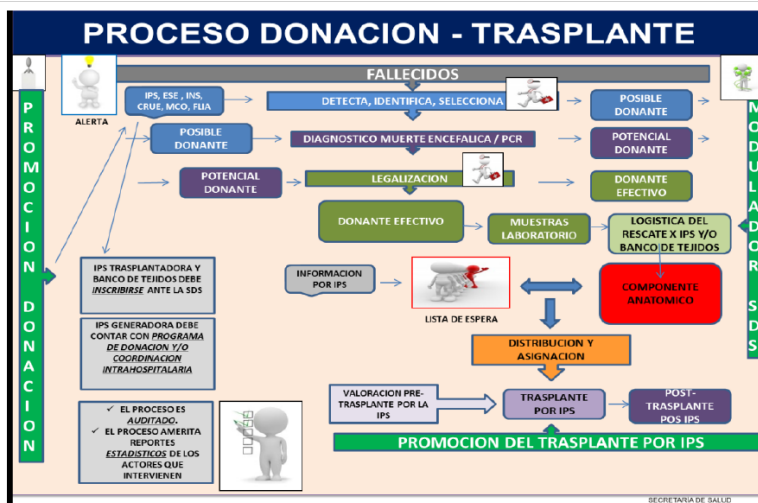 PROCESO DONACION - TRASPLANTE
FALLECIDOS
PROMOCION DONACION
ALERTA
IPS, ESE , INS,
CRUE, MCO, FLIA
DETECTA, IDENTIFICA, SELECCIONA
POSIBLE
DONANTE
POSIBLE
DONANTE
DIAGNOSTICO MUERTE ENCEFALICA / PCR
POTENCIAL
DONANTE
POTENCIAL
DONANTE
LEGALIZACION
DONANTE
EFECTIVO
DONANTE EFECTIVO
MUESTRAS
LABORATORIO
LOGISTICA DEL
RESCATE X IPS Y/O
BANCO DE TEJIDOS
MODULADOR SDS
IPS TRASPLANTADORA Y
BANCO DE TEJIDOS DEBE
INSCRIBIRSE ANTE LA SDS
INFORMACION
POR IPS
LISTA DE ESPERA
COMPONENTE
ANATOMICO
IPS GENERADORA DEBE
CONTAR CON PROGRAMA
DE DONACION Y/O
COORDINACION
INTRAHOSPITALARIA
DISTRIBUCION Y
ASIGNACION
✓ EL PROCESO ES
AUDITADO.
✓ EL PROCESO AMERITA
REPORTES
ESTADISTICOS DE LOS
ACTORES QUE
INTERVIENEN
VALORACION PRE-
TRASPLANTE POR LA
IPS
TRASPLANTE
POR IPS
POST-
TRASPLANTE
POS IPS
PROMOCION DEL TRASPLANTE POR IPS
SECRETARIA DE SALUD